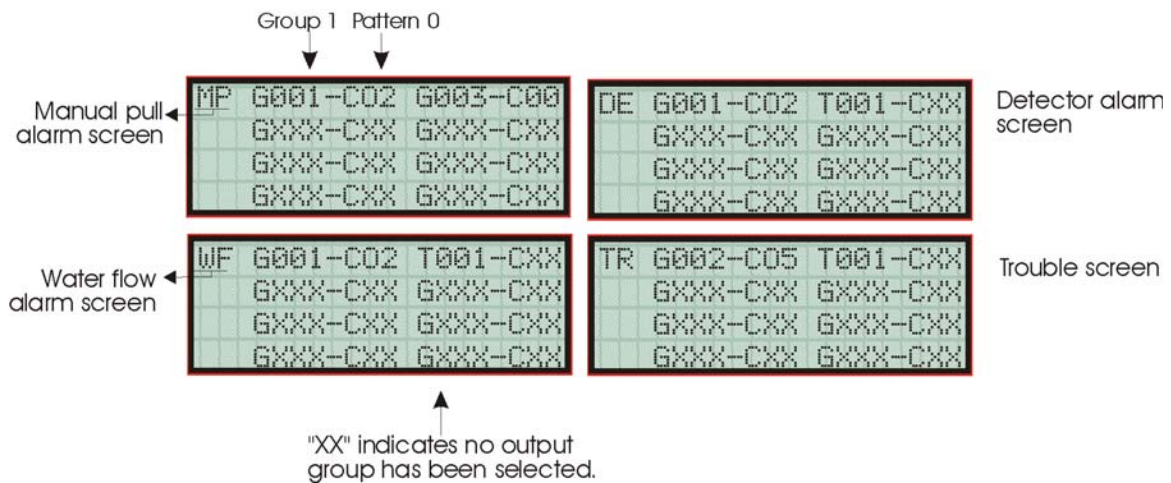 Group 1 Pattern 0
MP G001-C02 G003-C00
GXXX-CXX GXXX-CXX
GXXX-CXX GXXX-CXX
GXXX-CXX GXXX-CXX
Manual pull
alarm screen
DE G001-C02 T001-CXX
GXXX-CXX GXXX-CXX
GXXX-CXX GXXX-CXX
GXXX-CXX GXXX-CXX
Detector alarm
screen
WF G001-C02 T001-CXX
GXXX-CXX GXXX-CXX
GXXX-CXX GXXX-CXX
GXXX-CXX GXXX-CXX
Water flow
alarm screen
TR G002-C05 T001-CXX
GXXX-CXX GXXX-CXX
GXXX-CXX GXXX-CXX
GXXX-CXX GXXX-CXX
Trouble screen
"XX" indicates no output
group has been selected.